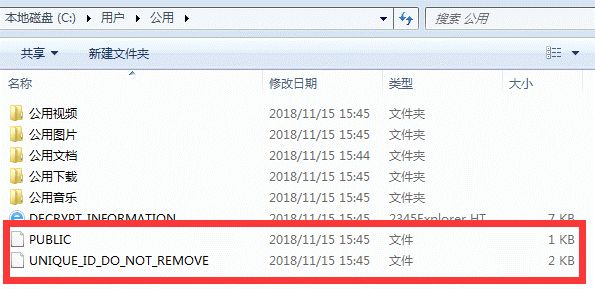 本地磁盘 (C:) 用户 公用 搜索 公用
共享 新建文件夹
名称 修改日期 类型 大小
公用视频 2018/11/15 15:45 文件夹
公用图片 2018/11/15 15:45 文件夹
公用文档 2018/11/15 15:44 文件夹
公用下载 2018/11/15 15:45 文件夹
公用音乐 2018/11/15 15:45 文件夹
DECRYPT_INFORMATION 2018/11/15 15:45 2345Explorer.HT... 7 KB
PUBLIC 2018/11/15 15:45 文件 1 KB
UNIQUE_ID_DO_NOT_REMOVE 2018/11/15 15:45 文件 2 KB